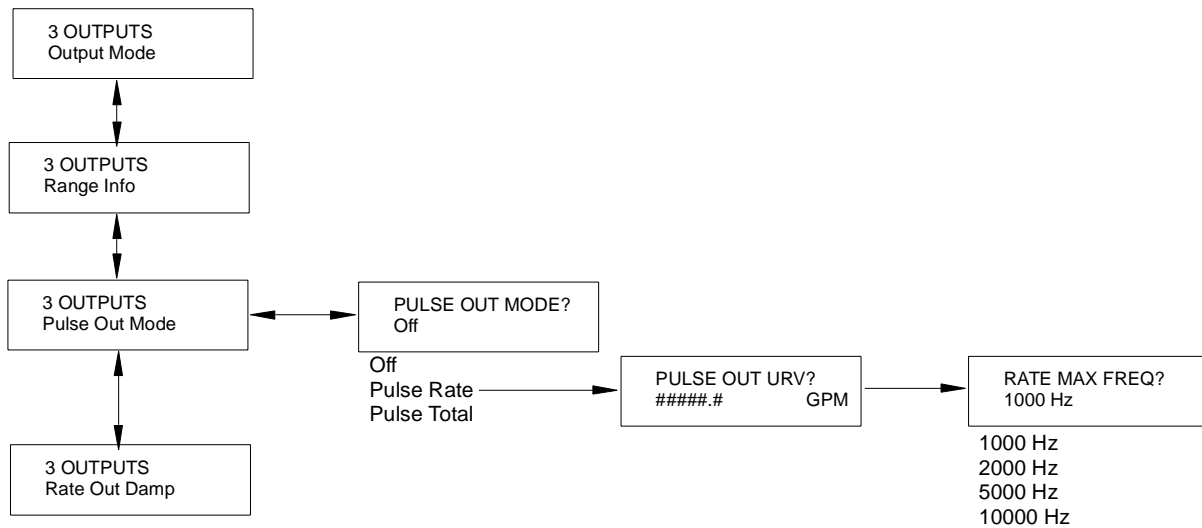 3 OUTPUTS
Output Mode
3 OUTPUTS
Range Info
3 OUTPUTS
Pulse Out Mode
PULSE OUT MODE?
Off
Off
Pulse Rate
Pulse Total
PULSE OUT URV?
#####.# GPM
RATE MAX FREQ?
1000 Hz
1000 Hz
2000 Hz
5000 Hz
10000 Hz
3 OUTPUTS
Rate Out Damp